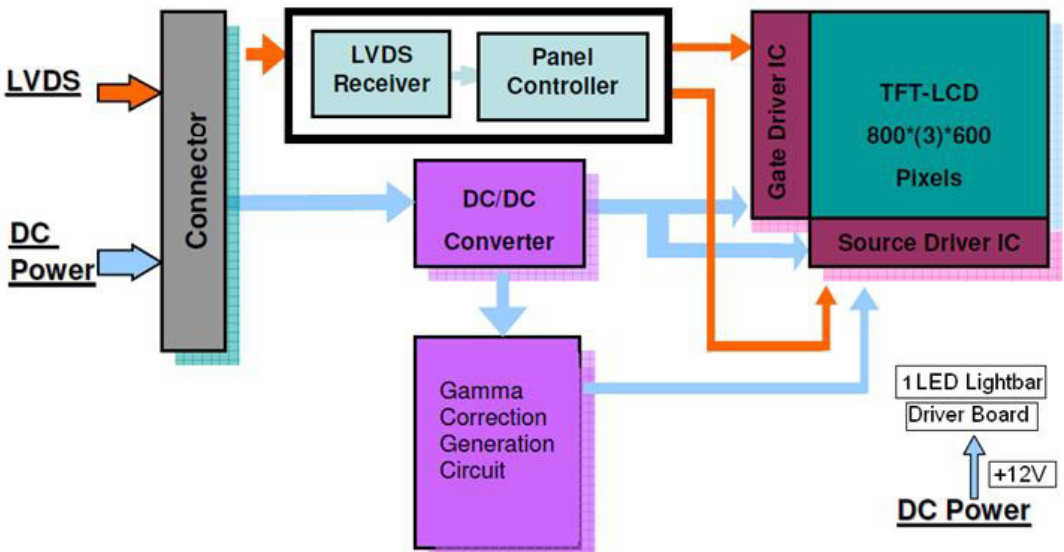 LVDS
DC
Power
Connector
LVDS
Receiver
Panel
Controller
DC/DC
Converter
Gamma
Correction
Generation
Circuit
Gate Driver IC
TFT-LCD
800*(3)*600
Pixels
Source Driver IC
1 LED Lightbar
Driver Board
+12V
DC Power